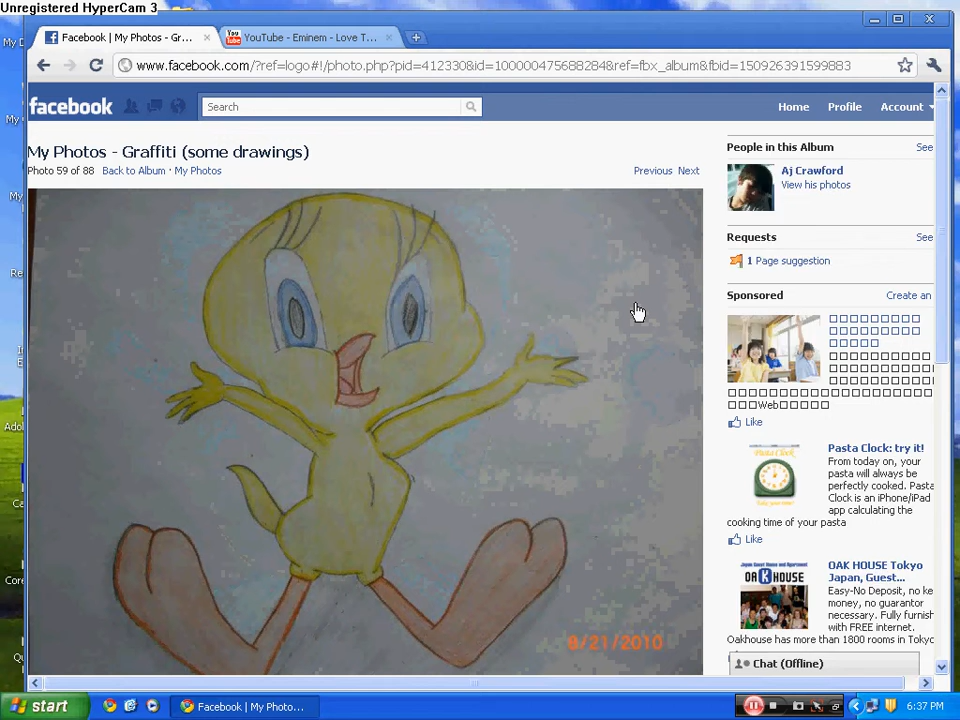 Unregistered HyperCam 3
Facebook | My Photos - Gr...
YouTube - Eminem - Love T...
www.facebook.com/?ref=logo#!/photo.php?pid=412330&id=100000475688284&ref=fbx_album&fbid=150926391599883
facebook
Search
Home Profile Account
My Photos - Graffiti (some drawings)
Photo 59 of 88 Back to Album · My Photos
Previous Next
8/21/2010
People in this Album See
Aj Crawford
View his photos
Requests See
1 Page suggestion
Sponsored Create an
Web
Like
Pasta Clock: try it!
From today on, your
pasta will always be
perfectly cooked. Pasta
Clock is an iPhone/iPad
app calculating the
cooking time of your pasta
Like
OAK HOUSE
OAK HOUSE Tokyo
Japan, Guest...
Easy-No Deposit, no ke
money, no guarantor
necessary. Fully furnish
with FREE internet.
Oakhouse has more than 1800 rooms in Tokyo
Chat (Offline)
start
Facebook | My Photo...
6:37 PM